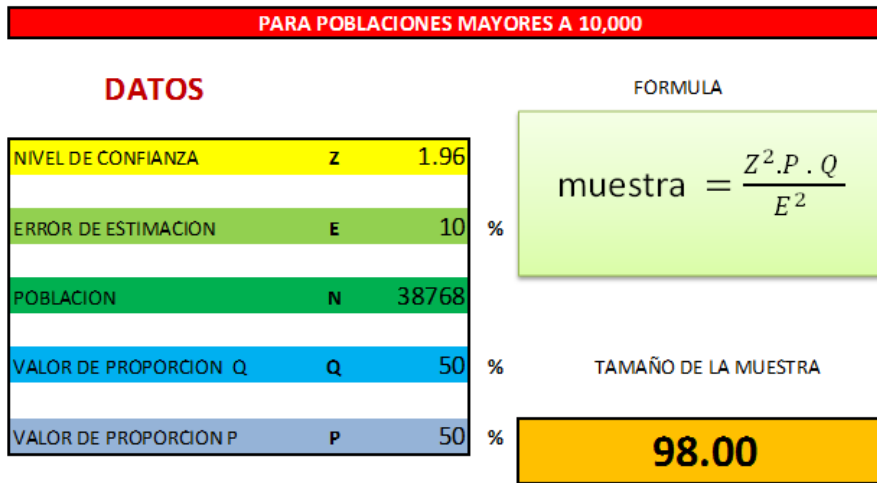 PARA POBLACIONES MAYORES A 10,000
DATOS
FORMULA
NIVEL DE CONFIANZA Z 1.96
muestra = Z².P . Q / E²
ERROR DE ESTIMACION E 10 %
POBLACION N 38768
VALOR DE PROPORCION Q Q 50 %
TAMAÑO DE LA MUESTRA
VALOR DE PROPORCION P P 50 %
98.00